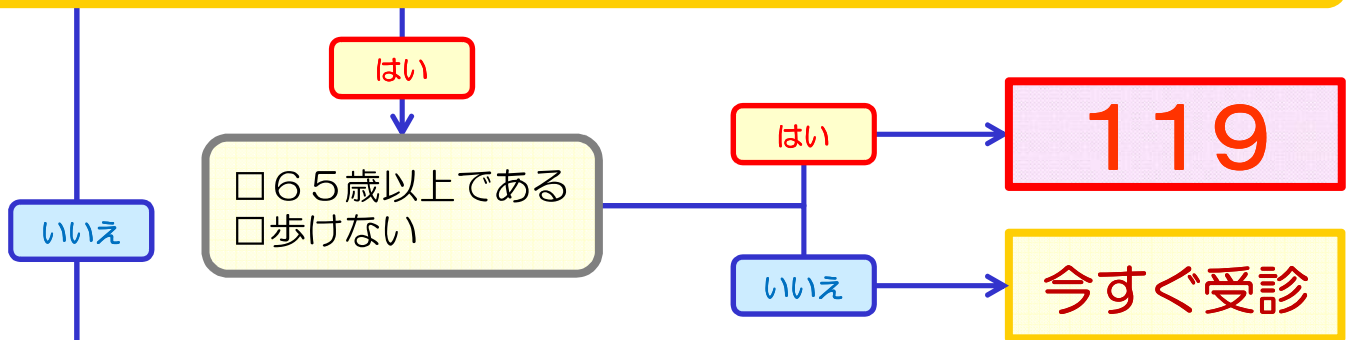 はい
はい
119
□65歳以上である
□歩けない
いいえ
いいえ
今すぐ受診